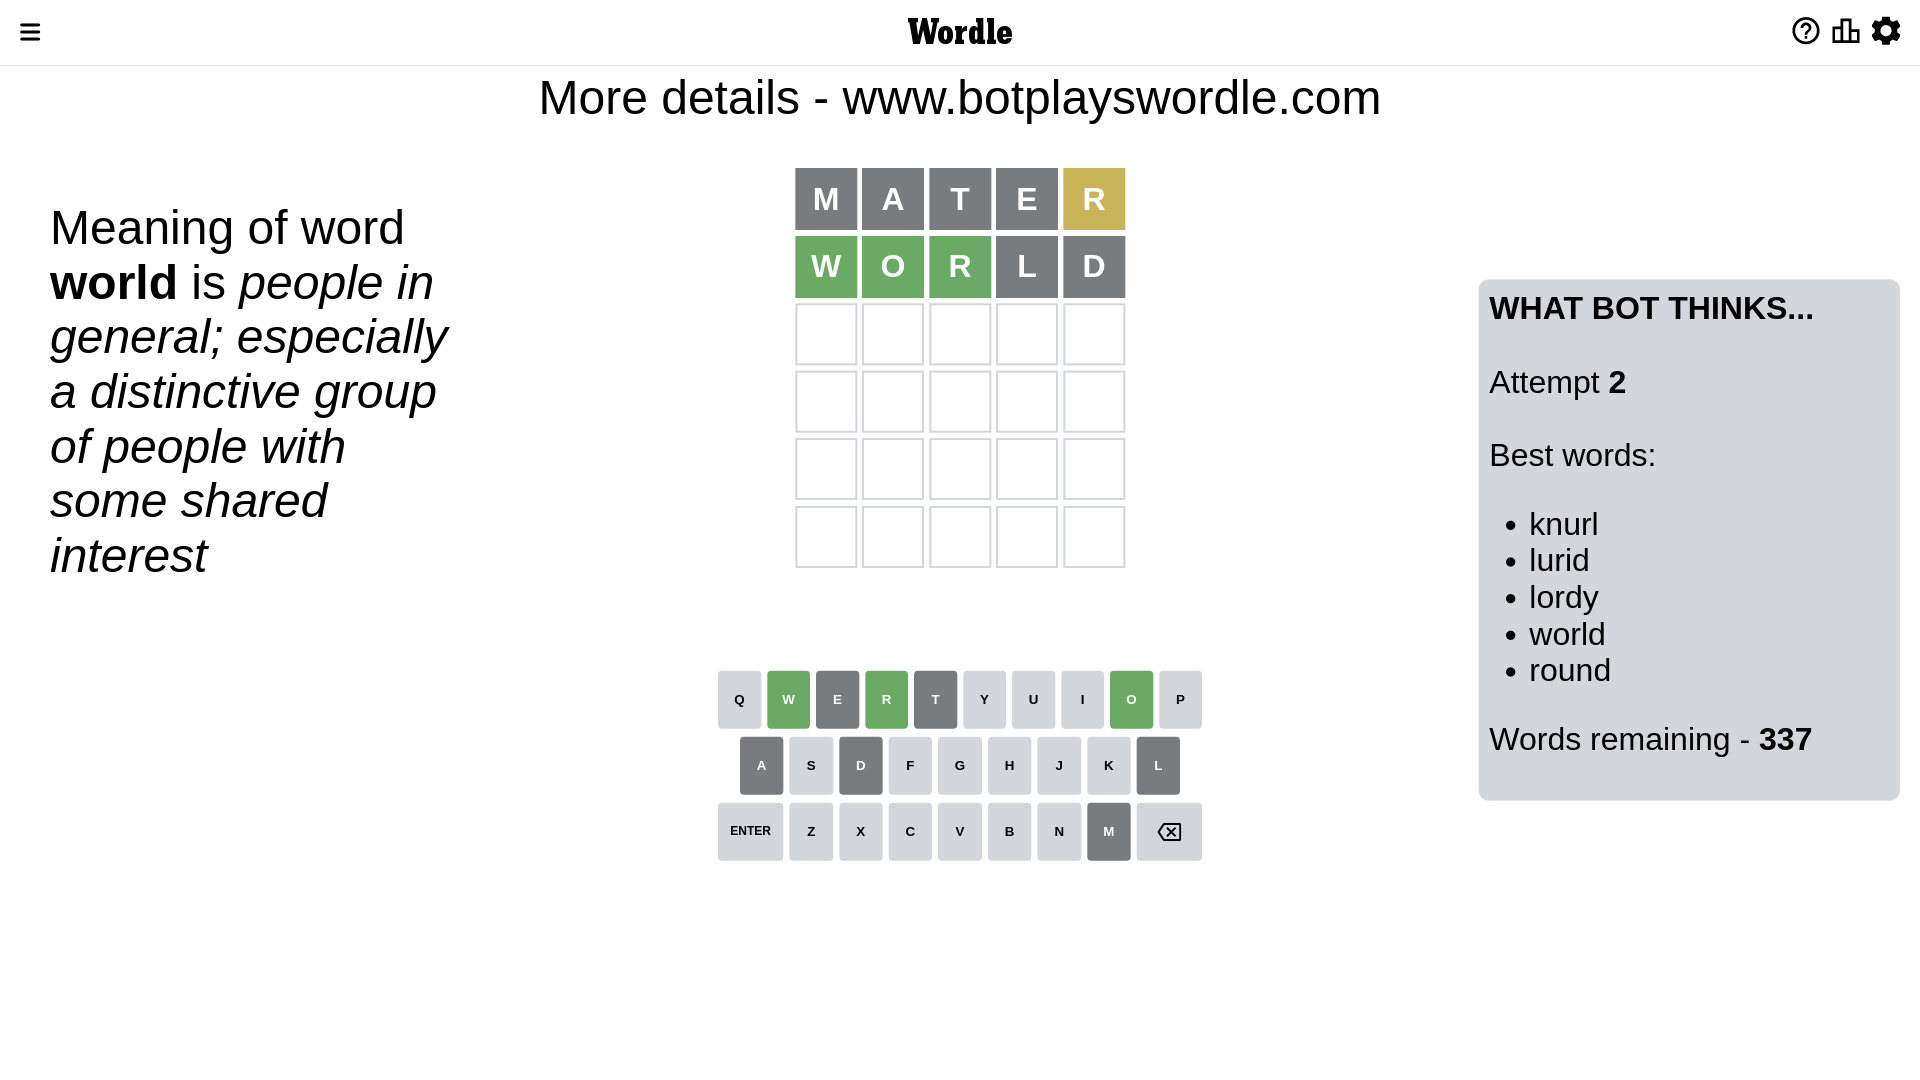 Wordle
More details - www.botplayswordle.com
Meaning of word
world is people in
general; especially
a distinctive group
of people with
some shared
interest
M A T E R
W O R L D
WHAT BOT THINKS...
Attempt 2
Best words:
• knurl
• lurid
• lordy
• world
• round
Words remaining - 337
Q W E R T Y U I O P
A S D F G H J K L
ENTER Z X C V B N M